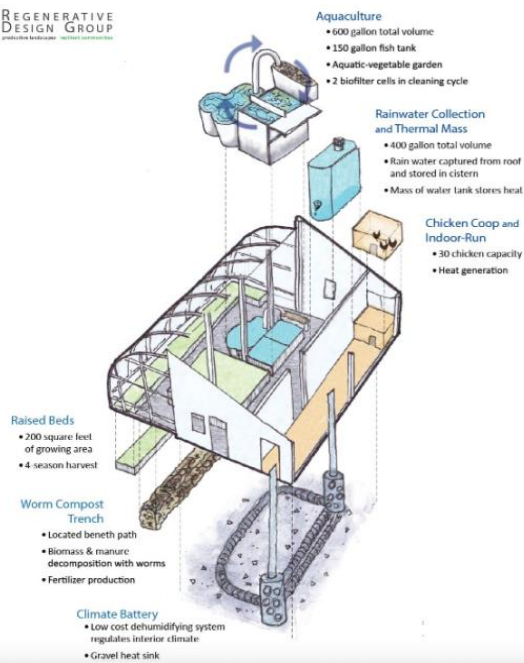 REGENERATIVE
DESIGN GROUP
productive landscapes resilient communities
Aquaculture
• 600 gallon total volume
• 150 gallon fish tank
• Aquatic-vegetable garden
• 2 biofilter cells in cleaning cycle
Rainwater Collection
and Thermal Mass
• 400 gallon total volume
• Rain water captured from roof
and stored in cistern
• Mass of water tank stores heat
Chicken Coop and
Indoor-Run
• 30 chicken capacity
• Heat generation
Raised Beds
• 200 square feet
of growing area
• 4-season harvest
Worm Compost
Trench
• Located beneth path
• Biomass & manure
decomposition with worms
• Fertilizer production
Climate Battery
• Low cost dehumidifying system
regulates interior climate
• Gravel heat sink